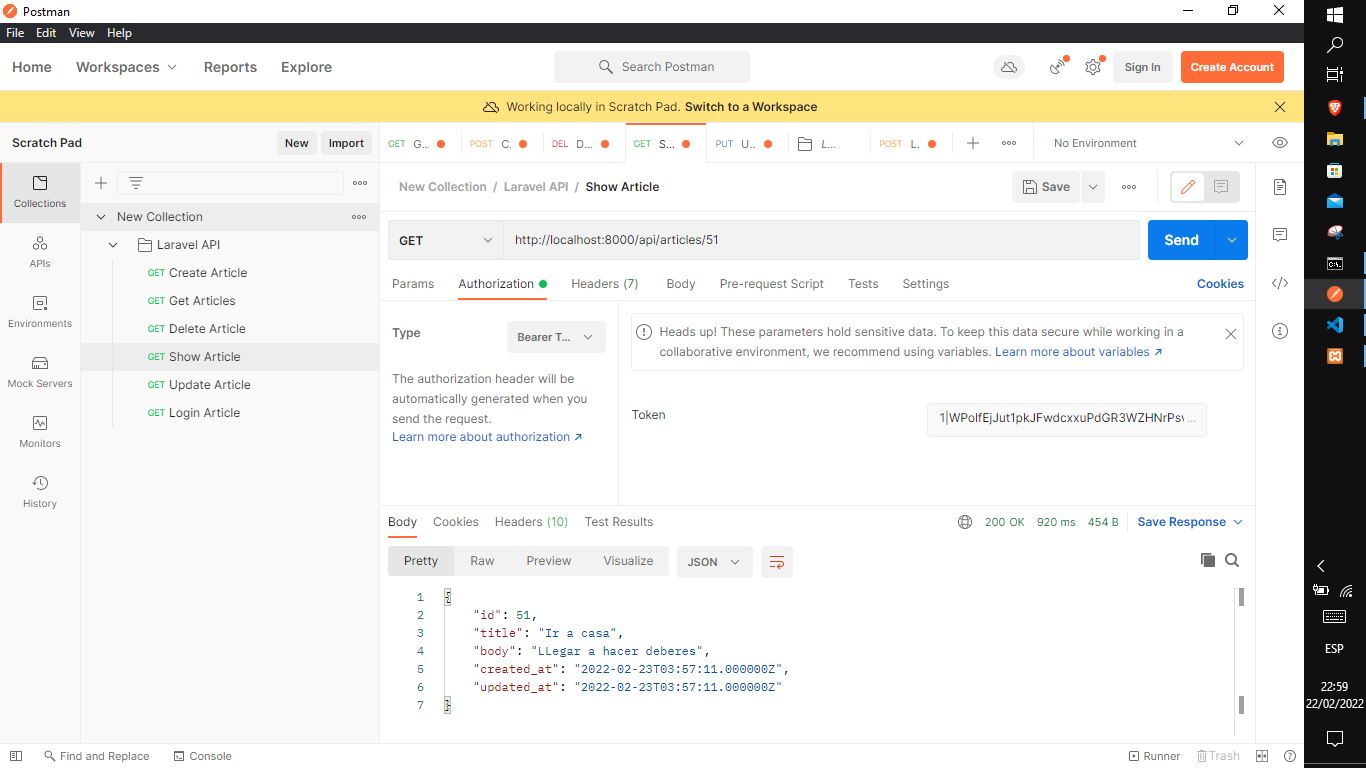 Postman
File Edit View Help
Home Workspaces Reports Explore
Search Postman
Sign In
Create Account
Working locally in Scratch Pad. Switch to a Workspace
Scratch Pad
New
Import
GET G...
POST C.
DEL D...
GET S...
PUT U..
L...
POST L.
No Environment
Collections
APIs
Environments
Mock Servers
Monitors
History
New Collection
Laravel API
GET Create Article
GET Get Articles
GET Delete Article
GET Show Article
GET Update Article
GET Login Article
New Collection / Laravel API / Show Article
Save
GET
http://localhost:8000/api/articles/51
Send
Params Authorization Headers (7) Body Pre-request Script Tests Settings
Cookies
Type
Bearer T...
The authorization header will be
automatically generated when you
send the request.
Learn more about authorization ↗
Heads up! These parameters hold sensitive data. To keep this data secure while working in a
collaborative environment, we recommend using variables. Learn more about variables ↗
Token
Body Cookies Headers (10) Test Results
200 OK 920 ms 454 B
Save Response
Pretty Raw Preview Visualize
JSON
1 {
2 "id": 51,
3 "title": "Ir a casa",
4 "body": "LLegar a hacer deberes",
5 "created_at": "2022-02-23T03:57:11.000000Z",
6 "updated_at": "2022-02-23T03:57:11.000000Z"
7 }
Find and Replace
Console
Runner
Trash
ESP
22:59
22/02/2022